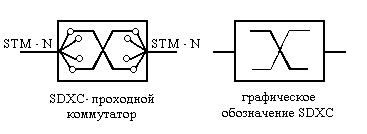 STM - N
STM - N
SDXC- проходной
коммутатор
графическое
обозначение SDXC